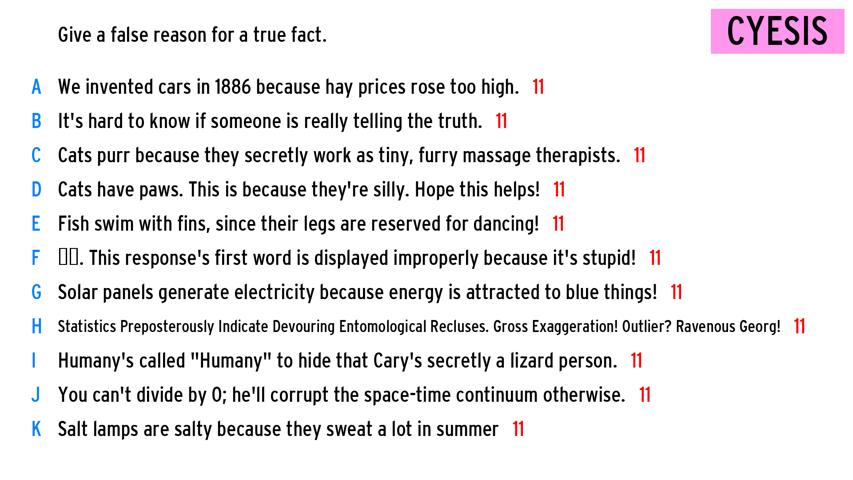 CYESIS
Give a false reason for a true fact.
A We invented cars in 1886 because hay prices rose too high. 11
B It's hard to know if someone is really telling the truth. 11
C Cats purr because they secretly work as tiny, furry massage therapists. 11
D Cats have paws. This is because they're silly. Hope this helps! 11
E Fish swim with fins, since their legs are reserved for dancing! 11
F ▯▯. This response's first word is displayed improperly because it's stupid! 11
G Solar panels generate electricity because energy is attracted to blue things! 11
H Statistics Preposterously Indicate Devouring Entomological Recluses. Gross Exaggeration! Outlier? Ravenous Georg! 11
I Humany's called "Humany" to hide that Cary's secretly a lizard person. 11
J You can't divide by 0; he'll corrupt the space-time continuum otherwise. 11
K Salt lamps are salty because they sweat a lot in summer 11